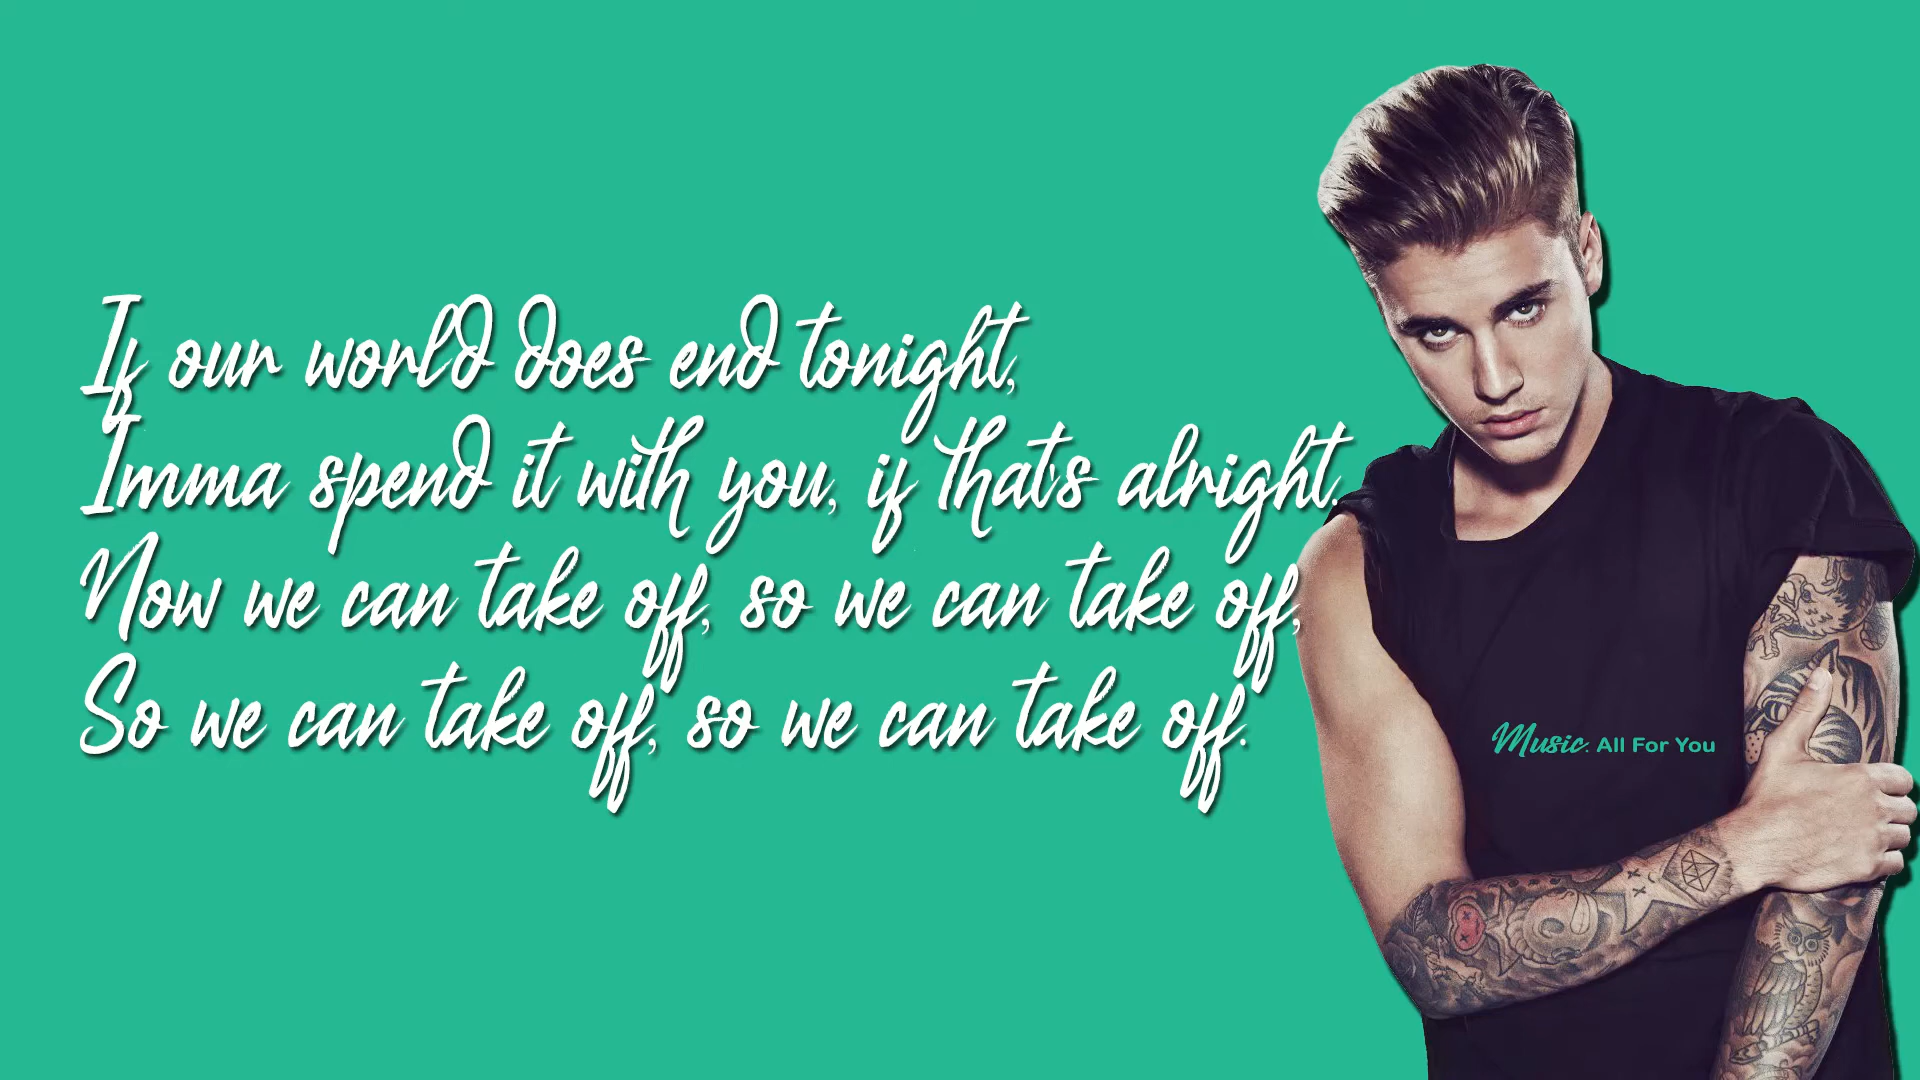 If our world does end tonight,
Imma spend it with you, if that's alright.
Now we can take off, so we can take off,
So we can take off, so we can take off.
Music. All For You